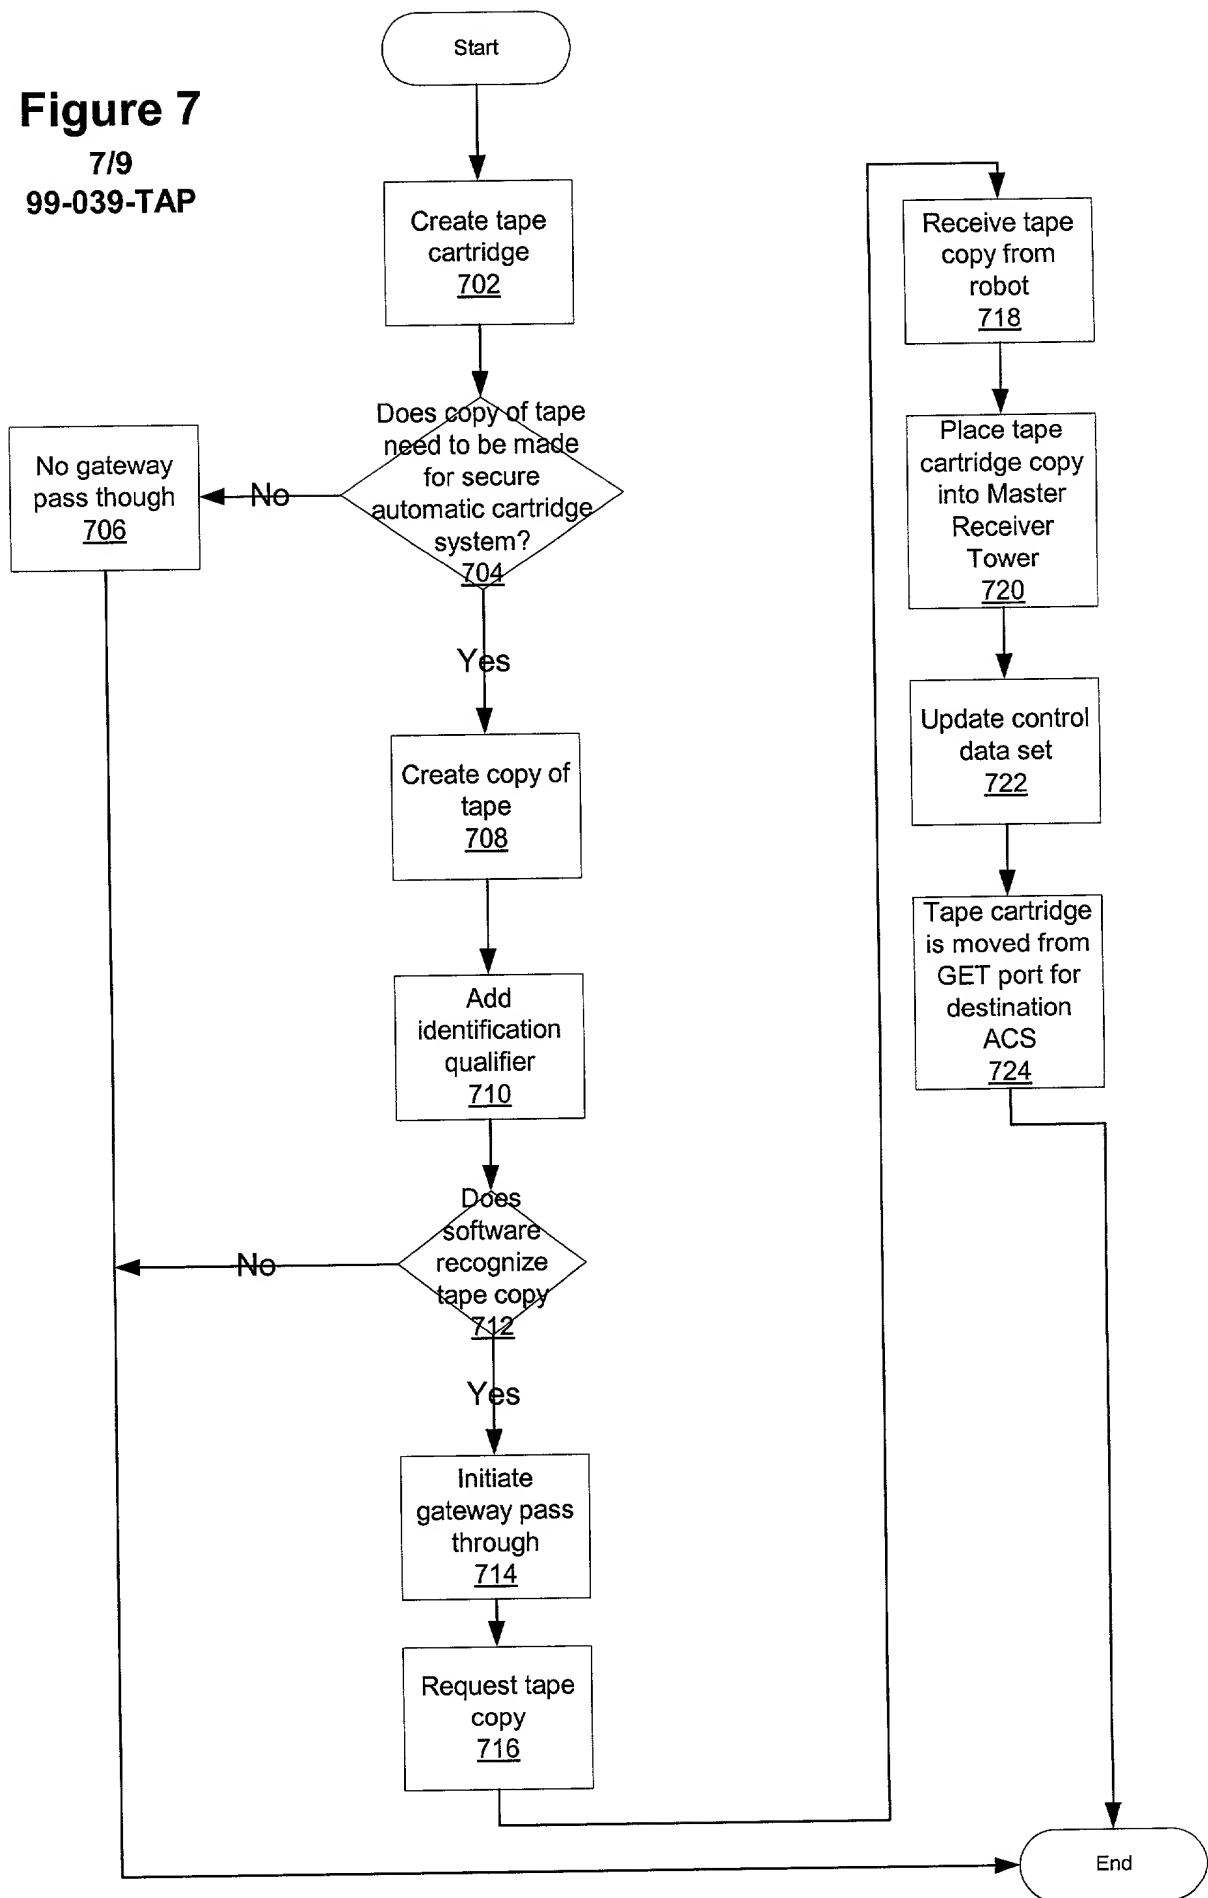 Start
Figure 7
7/9
99-039-TAP
Create tape
cartridge
702
Does copy of tape
need to be made
for secure
automatic cartridge
system?
704
No
No gateway
pass though
706
Yes
Create copy of
tape
708
Add
identification
qualifier
710
Does
software
recognize
tape copy
712
No
Yes
Initiate
gateway pass
through
714
Request tape
copy
716
Receive tape
copy from
robot
718
Place tape
cartridge copy
into Master
Receiver
Tower
720
Update control
data set
722
Tape cartridge
is moved from
GET port for
destination
ACS
724
End